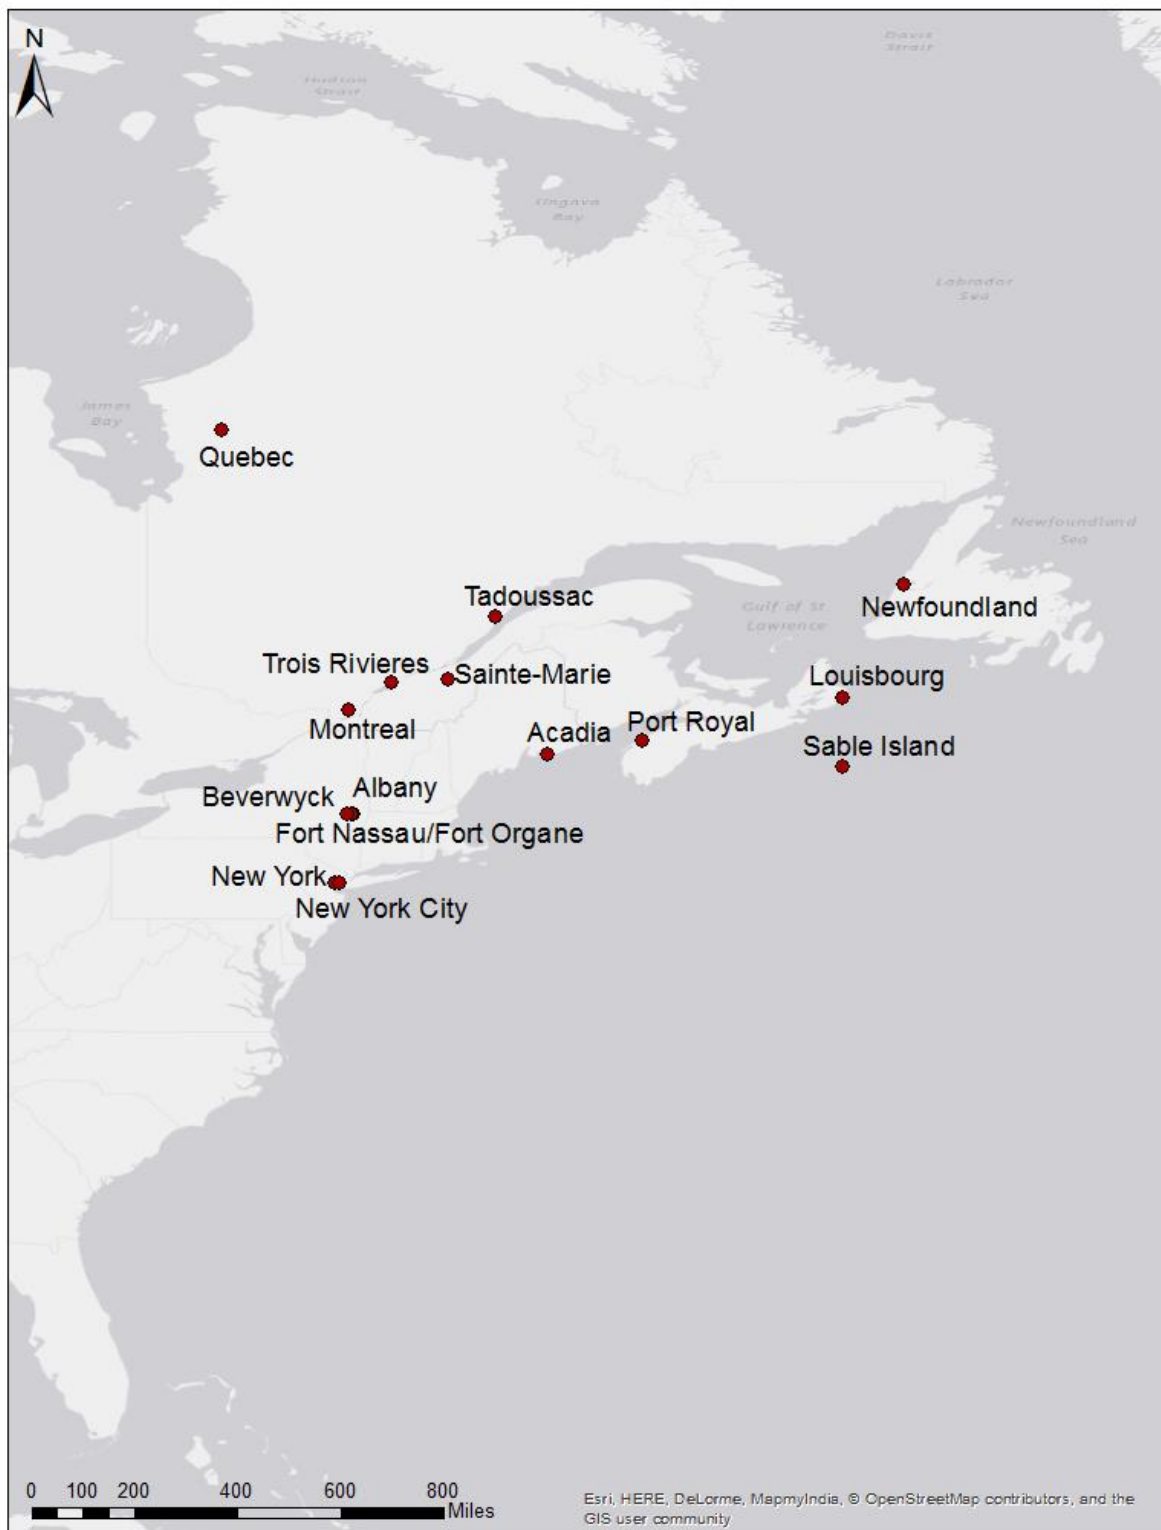 N
Davis
Strait
Hudson
Strait
Ungava
Bay
Labrador
Sea
James
Bay
Quebec
Newfoundland
Sea
Tadoussac
Gulf of St.
Lawrence
Newfoundland
Trois Rivieres
Sainte-Marie
Louisbourg
Montreal
Acadia
Port Royal
Sable Island
Beverwyck
Albany
Fort Nassau/Fort Organe
New York
New York City
0 100 200 400 600 800
Miles
Esri, HERE, DeLorme, MapmyIndia, © OpenStreetMap contributors, and the
GIS user community